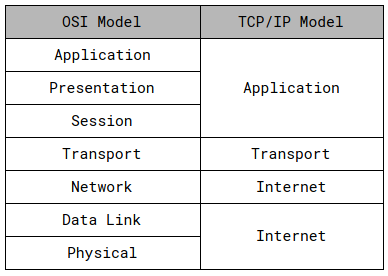 OSI Model TCP/IP Model
Application
Presentation Application
Session
Transport Transport
Network Internet
Data Link
Internet
Physical